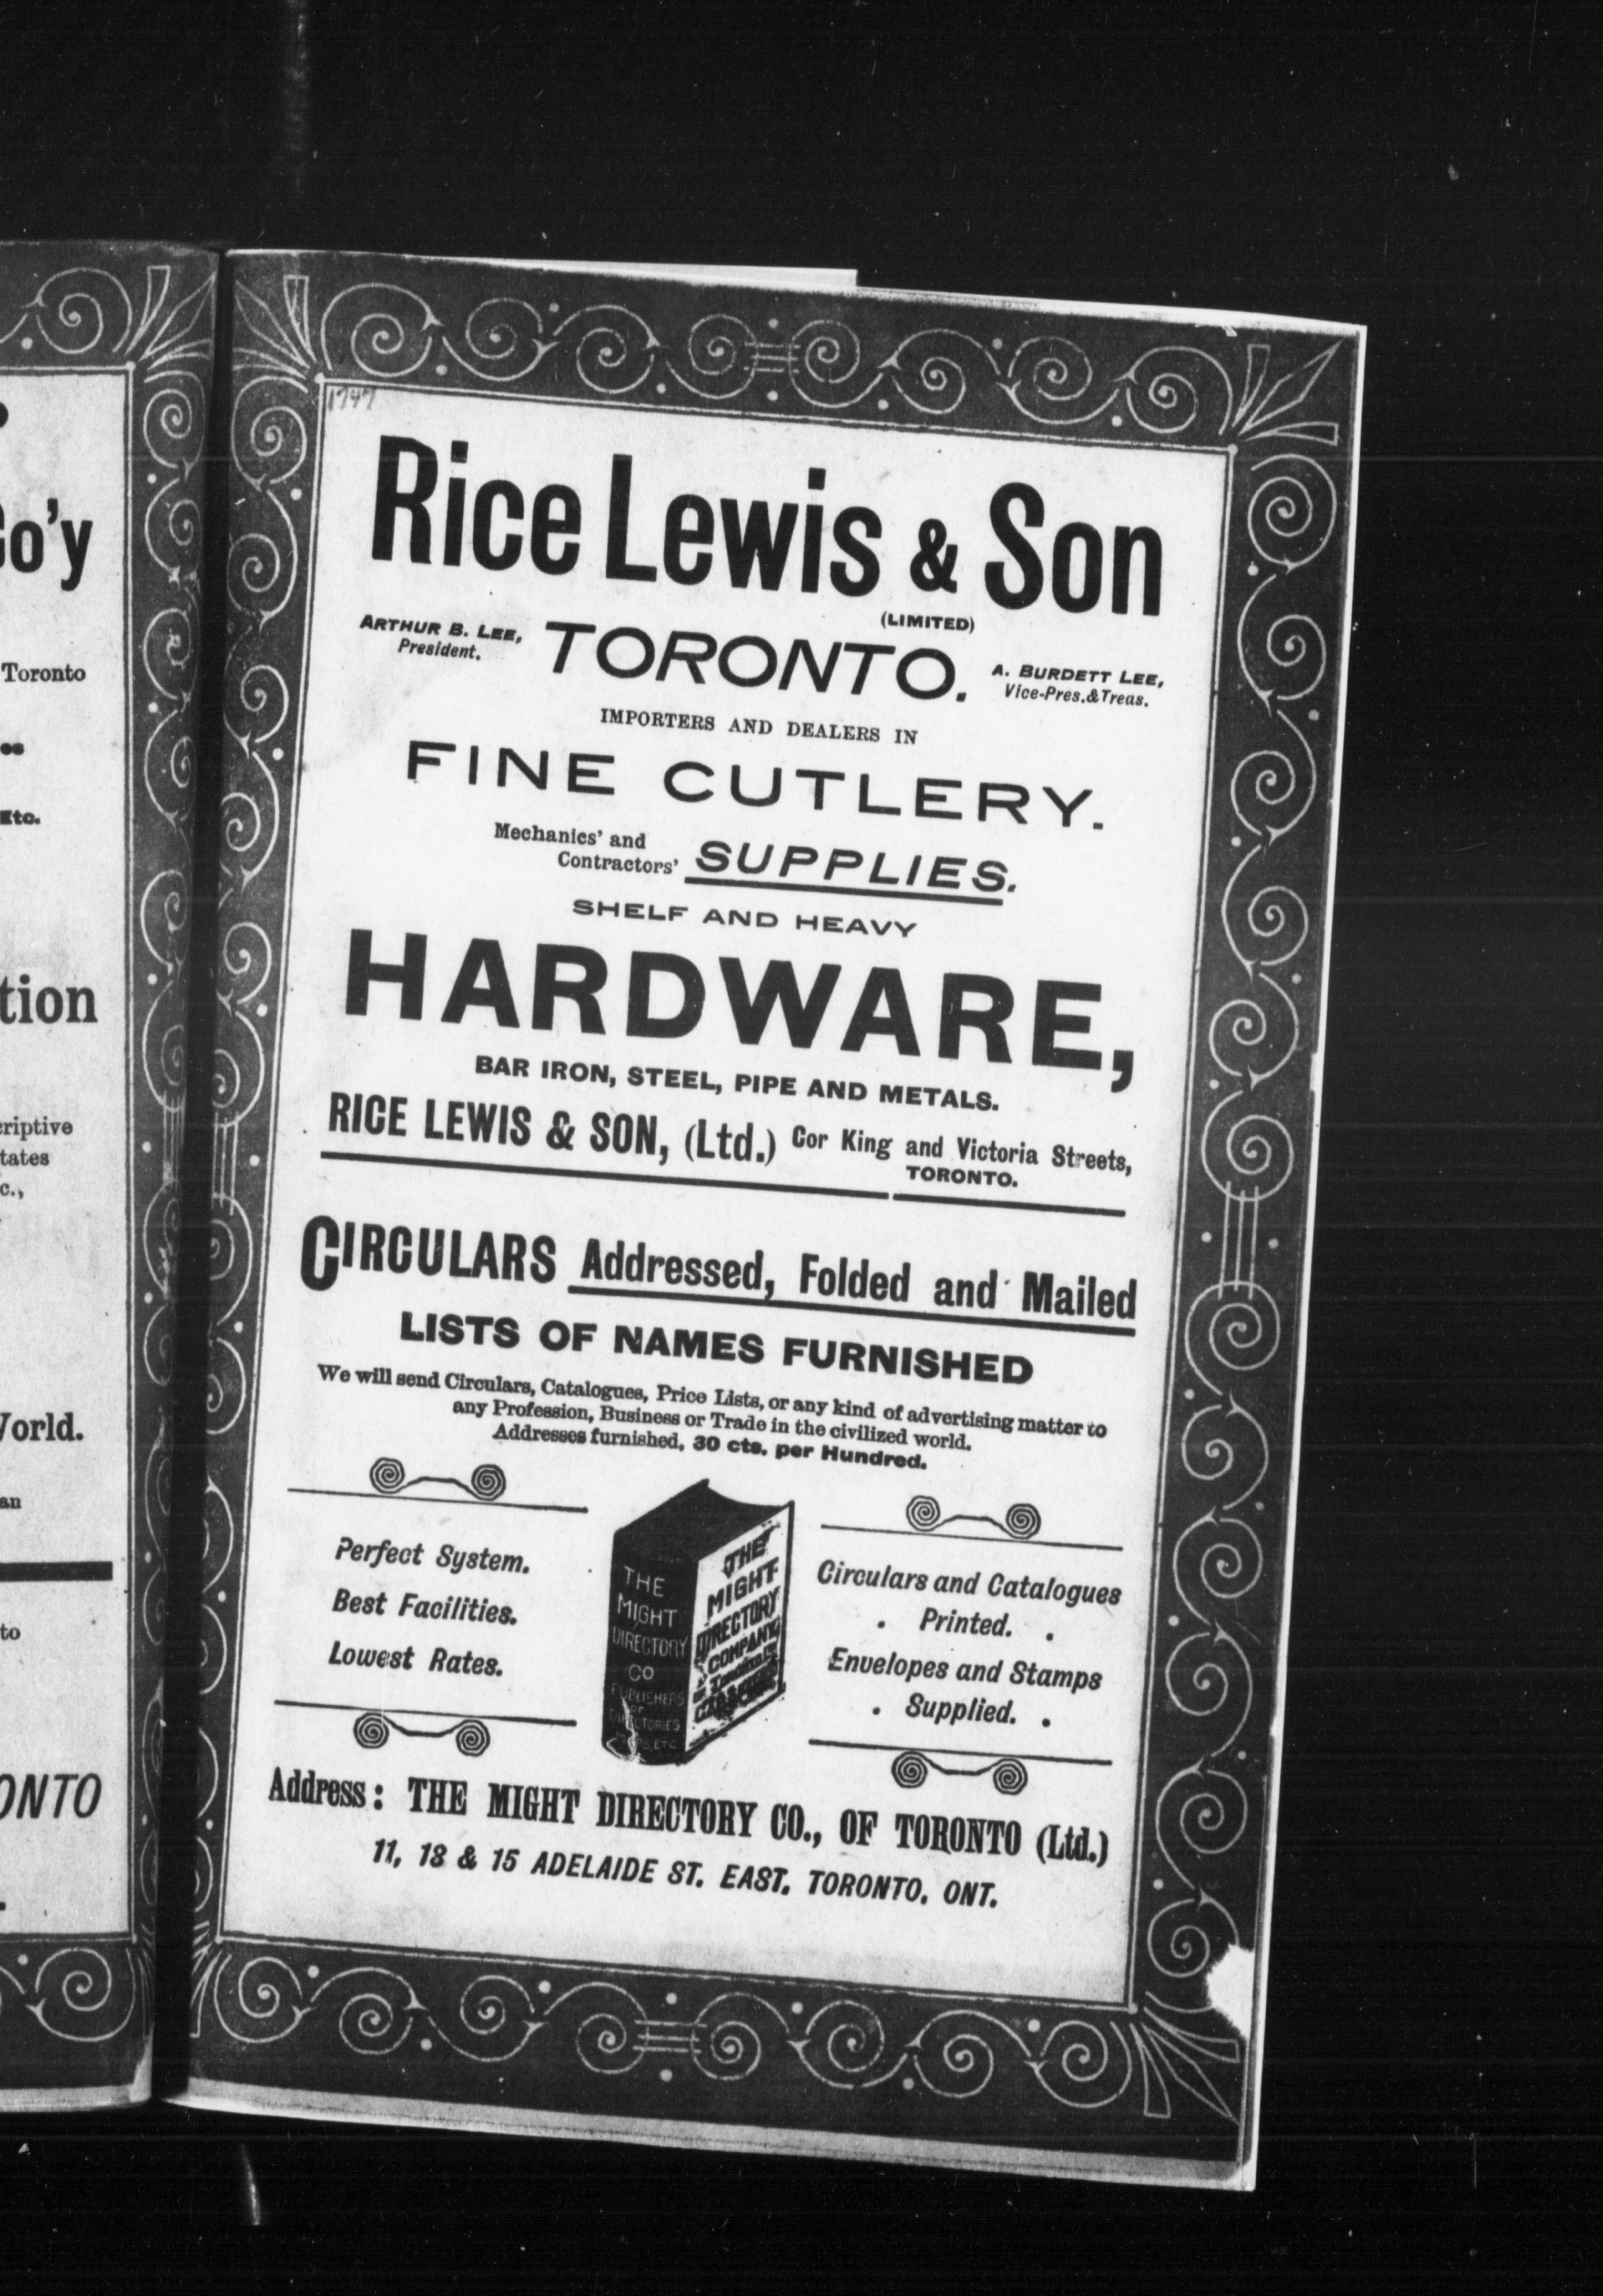 Co'y
Toronto
Etc.
tion
criptive
tates
c.,
World.
an
to
ONTO
Rice Lewis & Son
(LIMITED)
ARTHUR B. LEE,
President.
TORONTO.
A. BURDETT LEE,
Vice-Pres.&Treas.
IMPORTERS AND DEALERS IN
FINE CUTLERY.
Mechanics' and
Contractors' SUPPLIES.
SHELF AND HEAVY
HARDWARE,
BAR IRON, STEEL, PIPE AND METALS.
RICE LEWIS & SON, (Ltd.) Cor King and Victoria Streets,
TORONTO.
CIRCULARS Addressed, Folded and Mailed
LISTS OF NAMES FURNISHED
We will send Circulars, Catalogues, Price Lists, or any kind of advertising matter to
any Profession, Business or Trade in the civilized world.
Addresses furnished, 30 cts. per Hundred.
Perfect System.
Best Facilities.
Lowest Rates.
THE
MIGHT
DIRECTORY
CO
PUBLISHERS
OF
DIRECTORIES
MAPS, ETC
THE
MIGHT
DIRECTORY
COMPANY
Circulars and Catalogues
. Printed. .
Envelopes and Stamps
. Supplied. .
Address: THE MIGHT DIRECTORY CO., OF TORONTO (Ltd.)
11, 13 & 15 ADELAIDE ST. EAST, TORONTO, ONT.